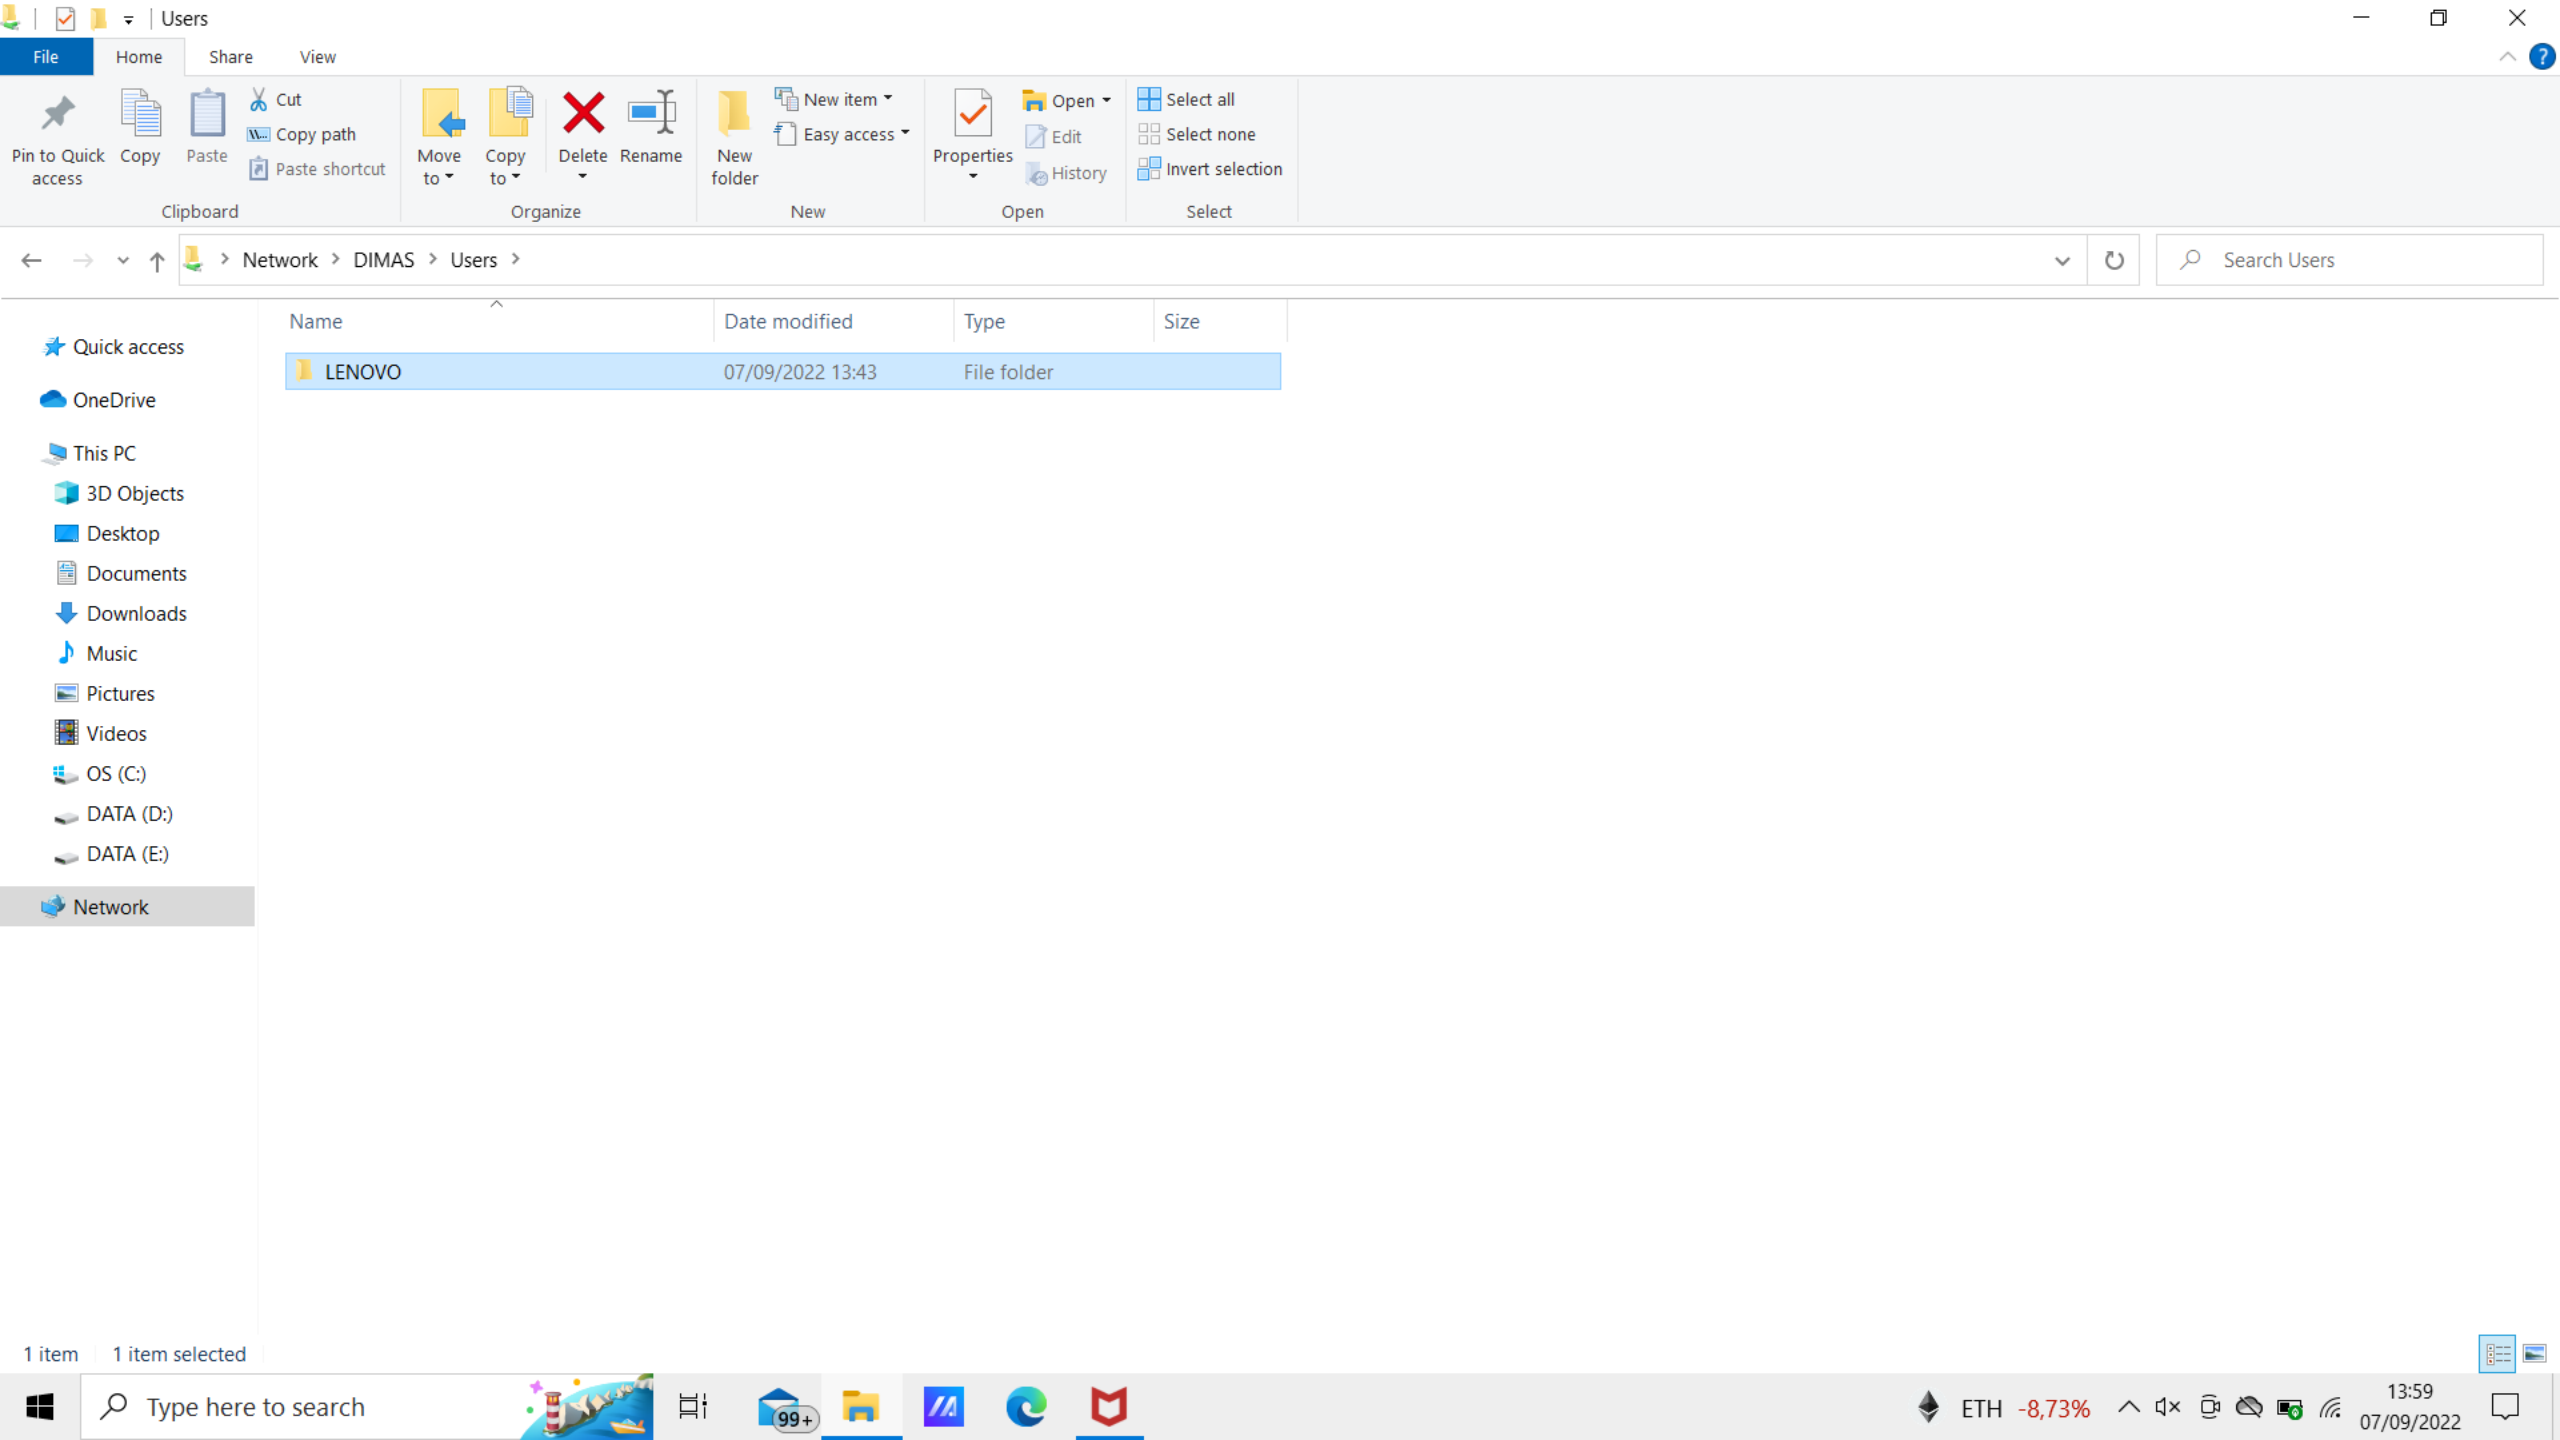 Users
File
Home
Share
View
Pin to Quick access
Copy
Paste
Cut
Copy path
Paste shortcut
Clipboard
Move to
Copy to
Delete
Rename
Organize
New folder
New item
Easy access
New
Properties
Open
Edit
History
Open
Select all
Select none
Invert selection
Select
Network
DIMAS
Users
Search Users
Name
Date modified
Type
Size
LENOVO
07/09/2022 13:43
File folder
Quick access
OneDrive
This PC
3D Objects
Desktop
Documents
Downloads
Music
Pictures
Videos
OS (C:)
DATA (D:)
DATA (E:)
Network
1 item
1 item selected
Type here to search
99+
ETH
-8,73%
13:59
07/09/2022